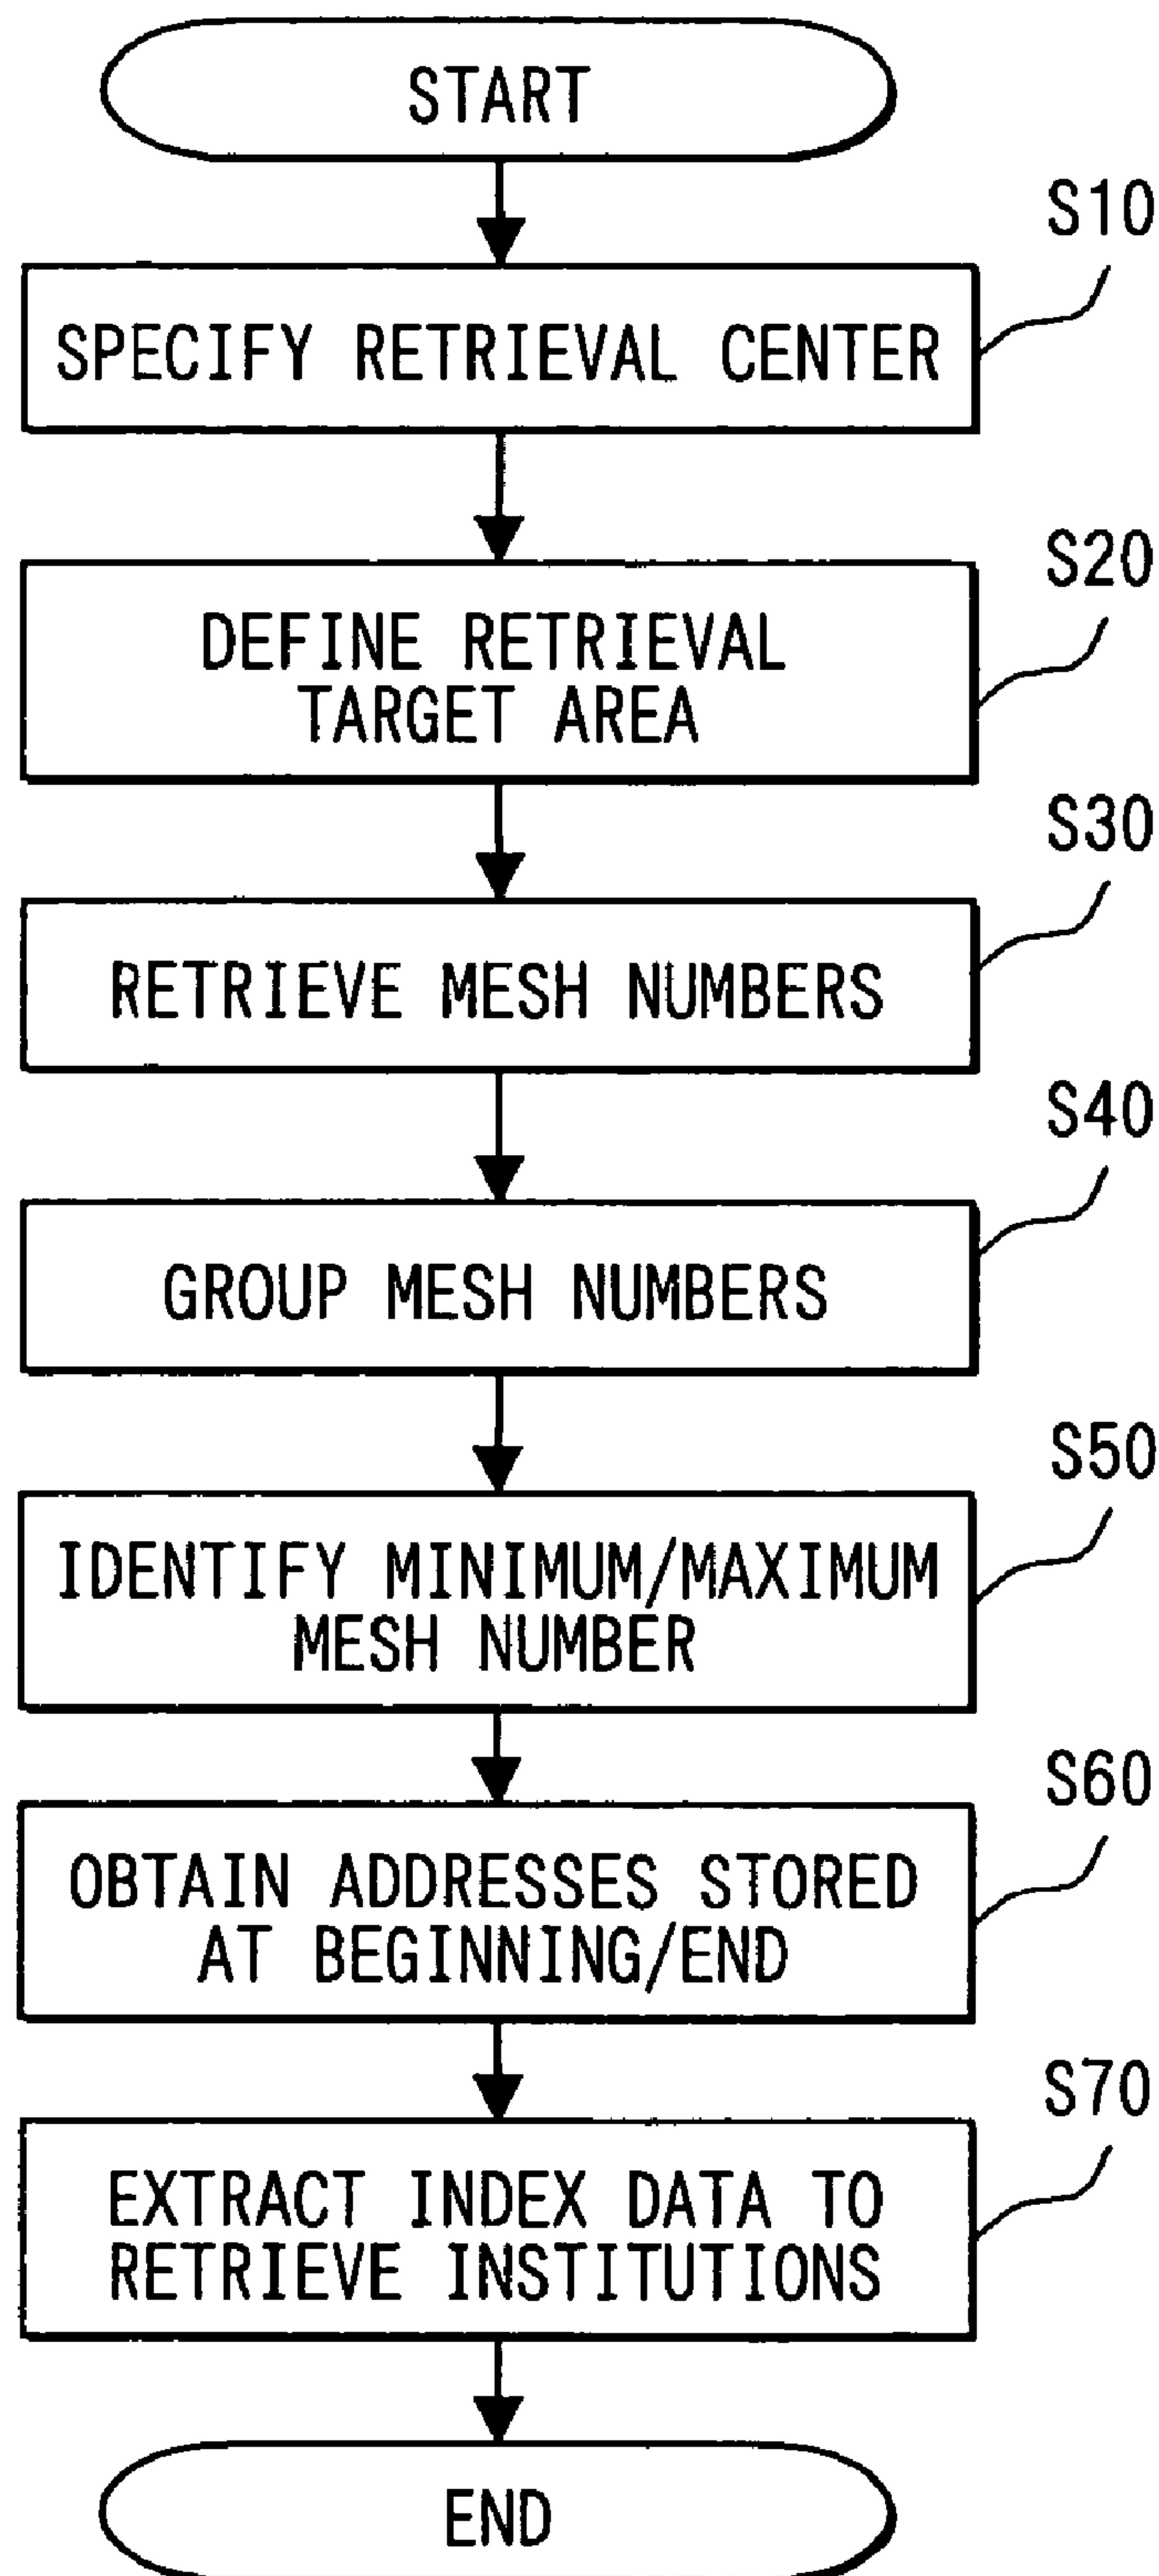 START
S10
SPECIFY RETRIEVAL CENTER
S20
DEFINE RETRIEVAL
TARGET AREA
S30
RETRIEVE MESH NUMBERS
S40
GROUP MESH NUMBERS
S50
IDENTIFY MINIMUM/MAXIMUM
MESH NUMBER
S60
OBTAIN ADDRESSES STORED
AT BEGINNING/END
S70
EXTRACT INDEX DATA TO
RETRIEVE INSTITUTIONS
END